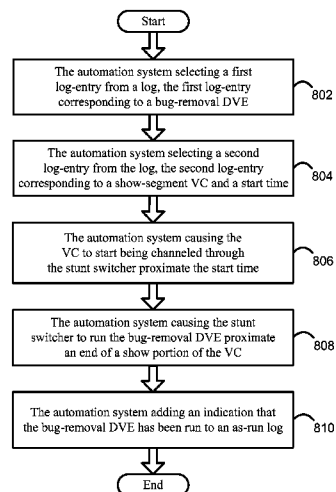 Start
The automation system selecting a first
log-entry from a log, the first log-entry
corresponding to a bug-removal DVE
802
The automation system selecting a second
log-entry from the log, the second log-entry
corresponding to a show-segment VC and a start time
804
The automation system causing the
VC to start being channeled through
the stunt switcher proximate the start time
806
The automation system causing the stunt
switcher to run the bug-removal DVE proximate
an end of a show portion of the VC
808
The automation system adding an indication that
the bug-removal DVE has been run to an as-run log
810
End